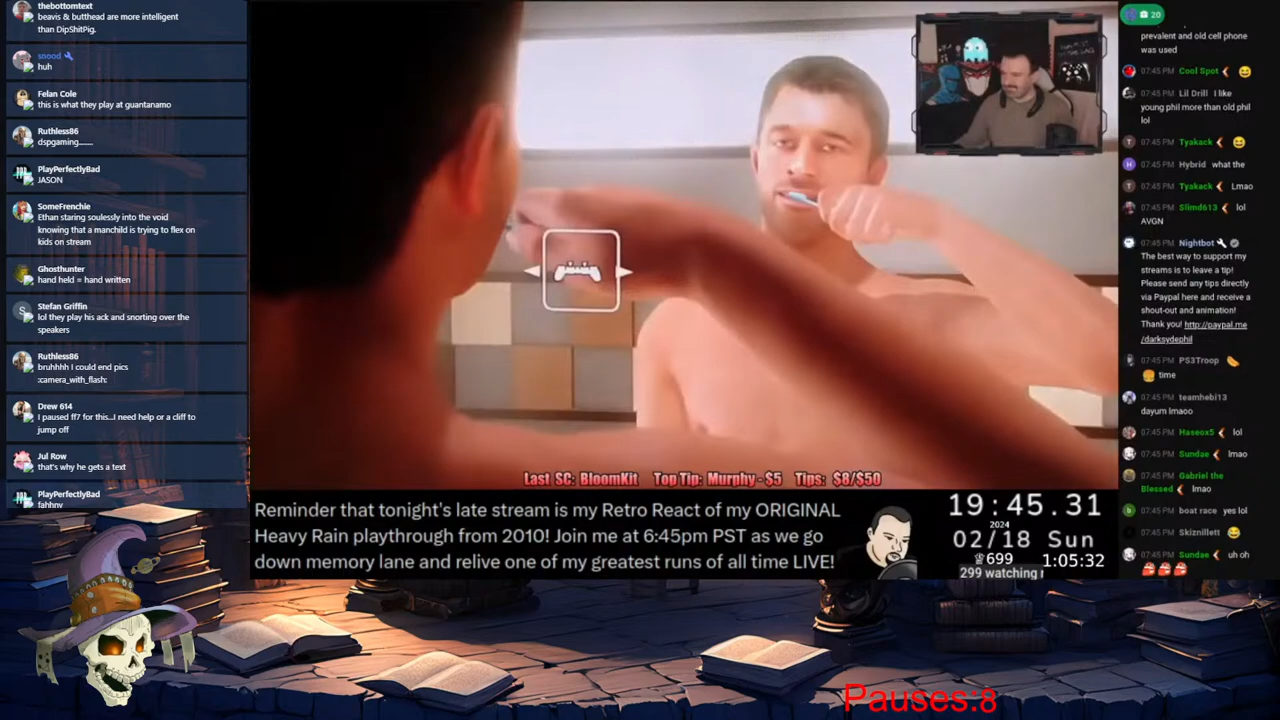 thebottomtext
beavis & butthead are more intelligent
than DipShitPig.
snood
huh
Felan Cole
this is what they play at guantanamo
Ruthless86
dspgaming........
PlayPerfectlyBad
JASON
SomeFrenchie
Ethan staring soulessly into the void
knowing that a manchild is trying to flex on
kids on stream
Ghosthunter
hand held = hand written
Stefan Griffin
lol they play his ack and snorting over the
speakers
Ruthless86
bruhhhh I could end pics
:camera_with_flash:
Drew 614
I paused ff7 for this...I need help or a cliff to
jump off
Jul Row
that's why he gets a text
PlayPerfectlyBad
fahhny
Last SC: BloomKit Top Tip: Murphy - $5 Tips: $8/$50
Reminder that tonight's late stream is my Retro React of my ORIGINAL
Heavy Rain playthrough from 2010! Join me at 6:45pm PST as we go
down memory lane and relive one of my greatest runs of all time LIVE!
19:45.31
2024
02/18 Sun
699
1:05:32
299 watching
20
prevalent and old cell phone
was used
07:45 PM Cool Spot
07:45 PM Lil Drill I like
young phil more than old phil
lol
07:45 PM Tyakack
07:45 PM Hybrid what the
07:45 PM Tyakack Lmao
07:45 PM Slimd613 lol
AVGN
07:45 PM Nightbot
The best way to support my
streams is to leave a tip!
Please send any tips directly
via Paypal here and receive a
shout-out and animation!
Thank you! http://paypal.me
/darksydephil
07:45 PM PS3Troop
time
07:45 PM teamhebi13
dayum lmaoo
07:45 PM Haseox5 lol
07:45 PM Sundae lmao
07:45 PM Gabriel the
Blessed lmao
07:45 PM boat race yes lol
07:45 PM Skiznillett
07:45 PM Sundae uh oh
Pauses:8